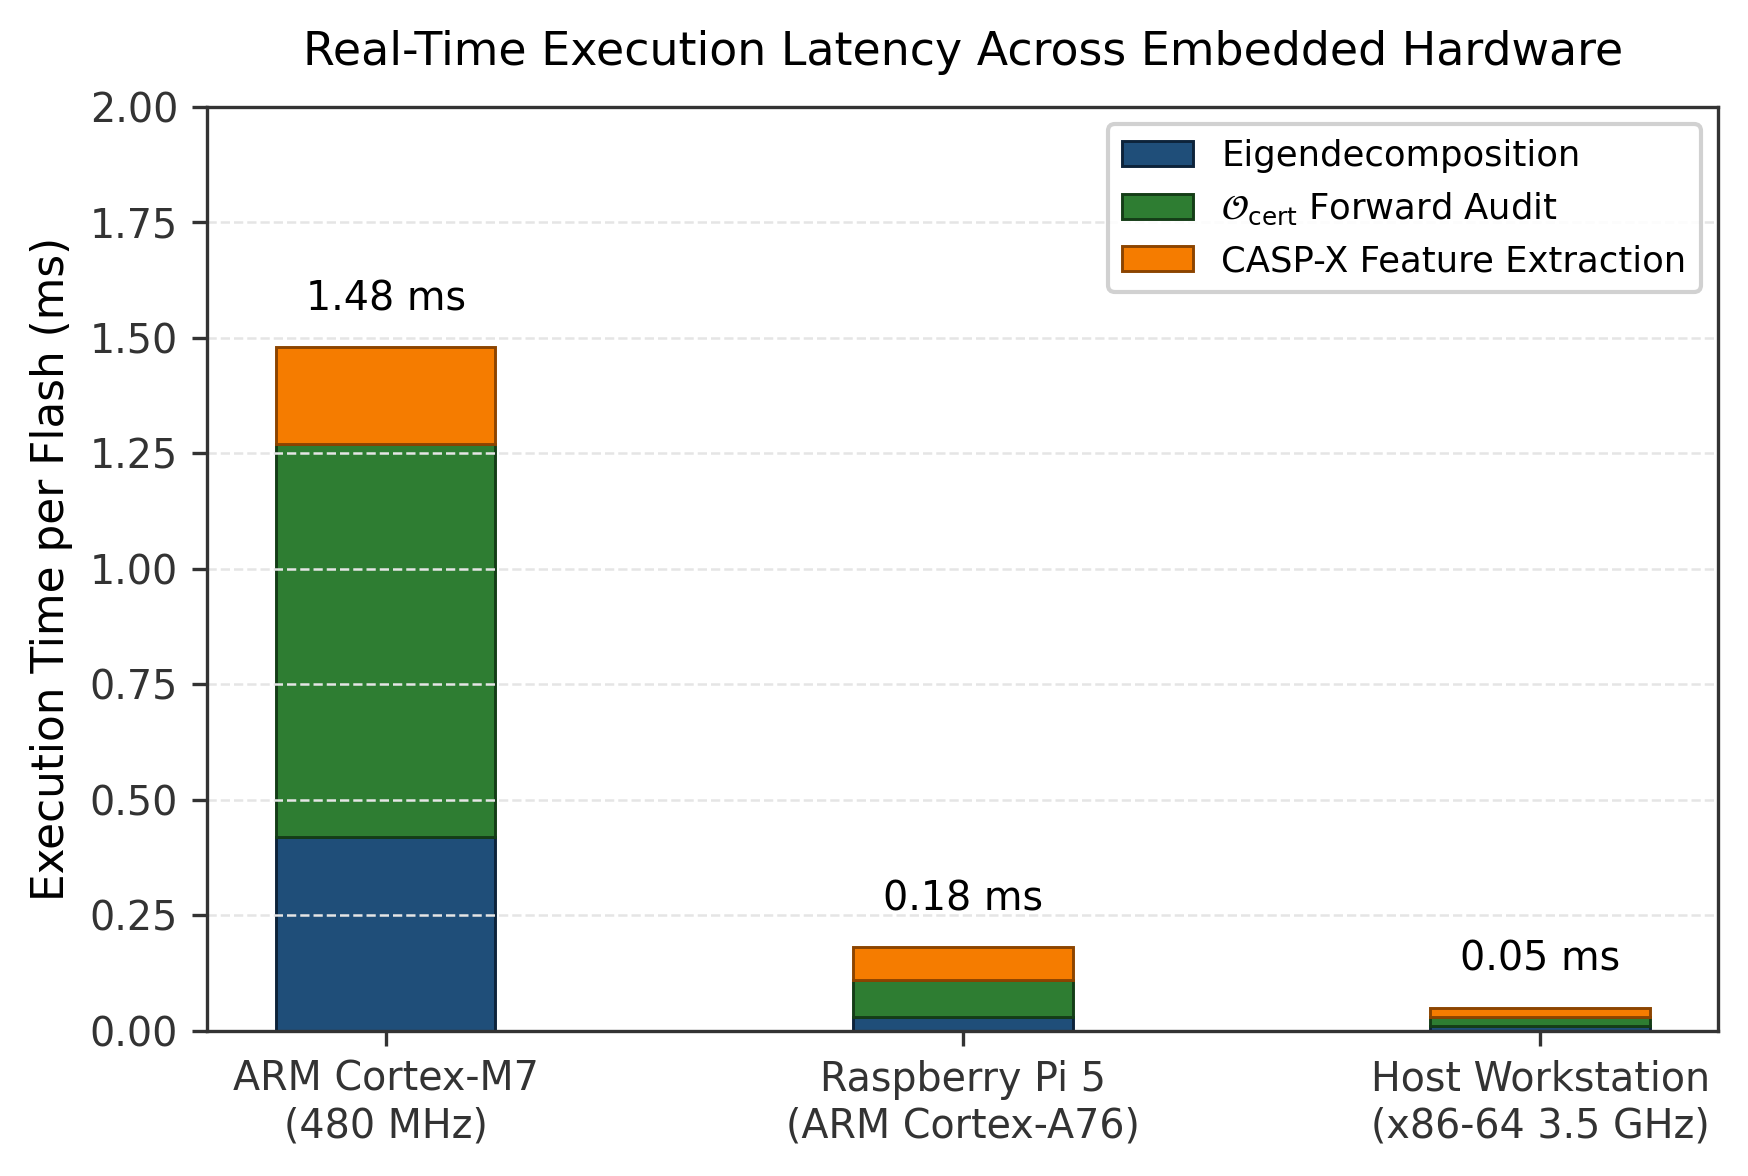 Real-Time Execution Latency Across Embedded Hardware
Execution Time per Flash (ms)
2.00
1.75
1.50
1.25
1.00
0.75
0.50
0.25
0.00
Eigendecomposition
𝒪cert Forward Audit
CASP-X Feature Extraction
1.48 ms
0.18 ms
0.05 ms
ARM Cortex-M7
(480 MHz)
Raspberry Pi 5
(ARM Cortex-A76)
Host Workstation
(x86-64 3.5 GHz)